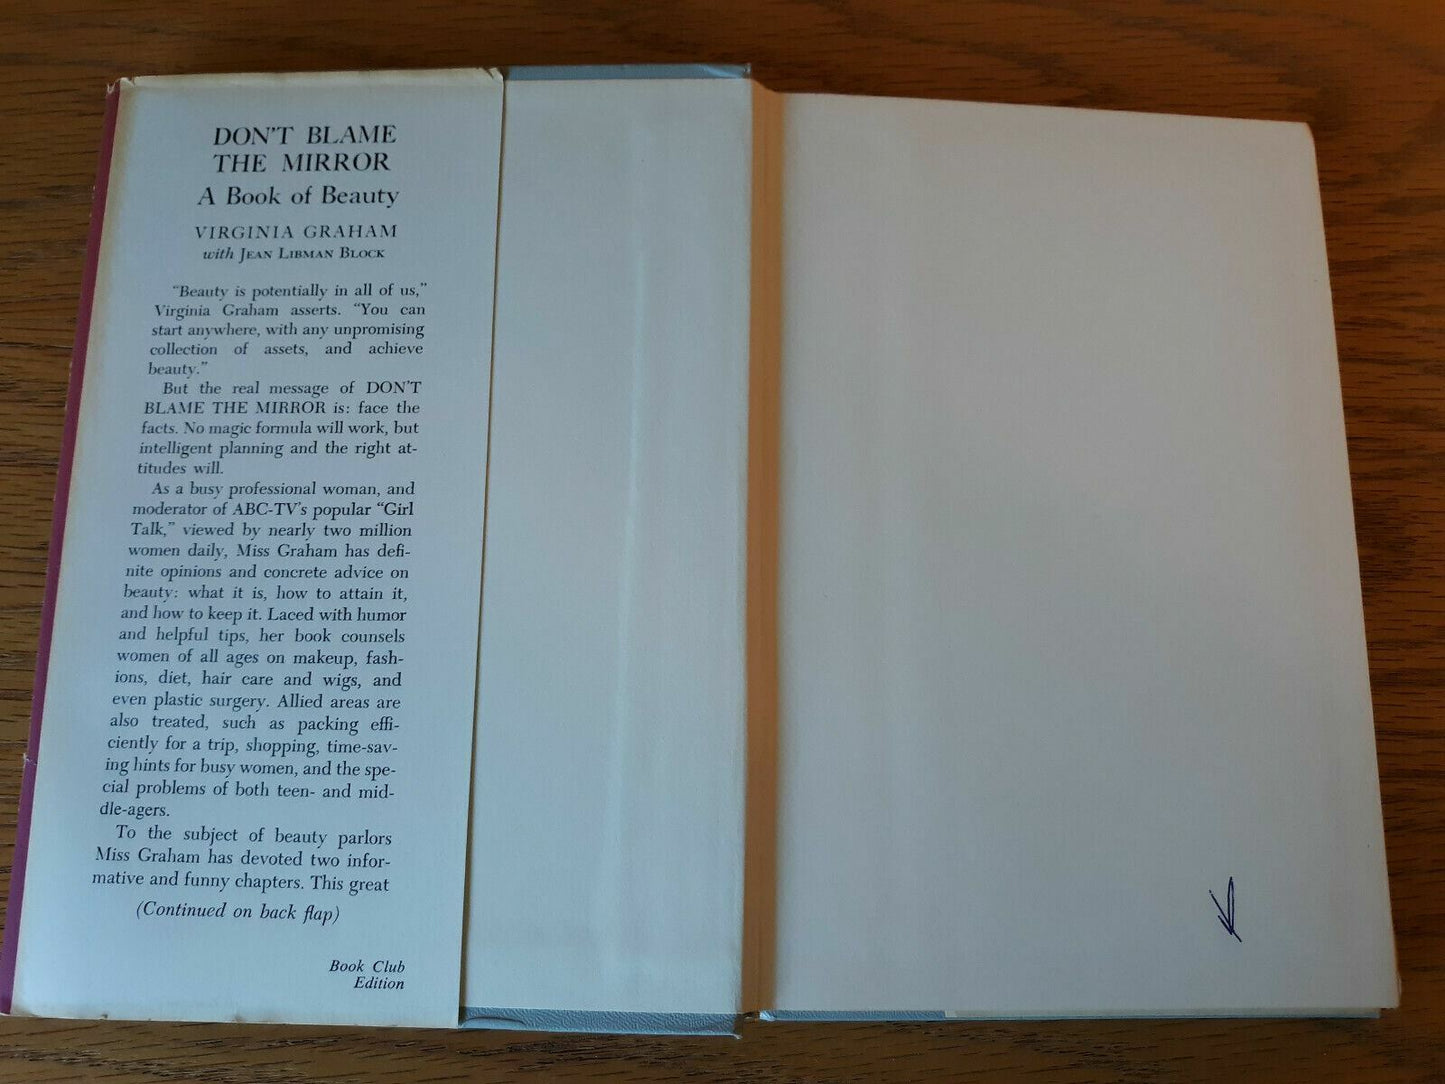 DON'T BLAME
THE MIRROR
A Book of Beauty
VIRGINIA GRAHAM
with JEAN LIBMAN BLOCK
"Beauty is potentially in all of us,"
Virginia Graham asserts. "You can
start anywhere, with any unpromising
collection of assets, and achieve
beauty."
But the real message of DON'T
BLAME THE MIRROR is: face the
facts. No magic formula will work, but
intelligent planning and the right at-
titudes will.
As a busy professional woman, and
moderator of ABC-TV's popular "Girl
Talk," viewed by nearly two million
women daily, Miss Graham has defi-
nite opinions and concrete advice on
beauty: what it is, how to attain it,
and how to keep it. Laced with humor
and helpful tips, her book counsels
women of all ages on makeup, fash-
ions, diet, hair care and wigs, and
even plastic surgery. Allied areas are
also treated, such as packing effi-
ciently for a trip, shopping, time-sav-
ing hints for busy women, and the spe-
cial problems of both teen- and mid-
dle-agers.
To the subject of beauty parlors
Miss Graham has devoted two infor-
mative and funny chapters. This great
(Continued on back flap)
Book Club
Edition